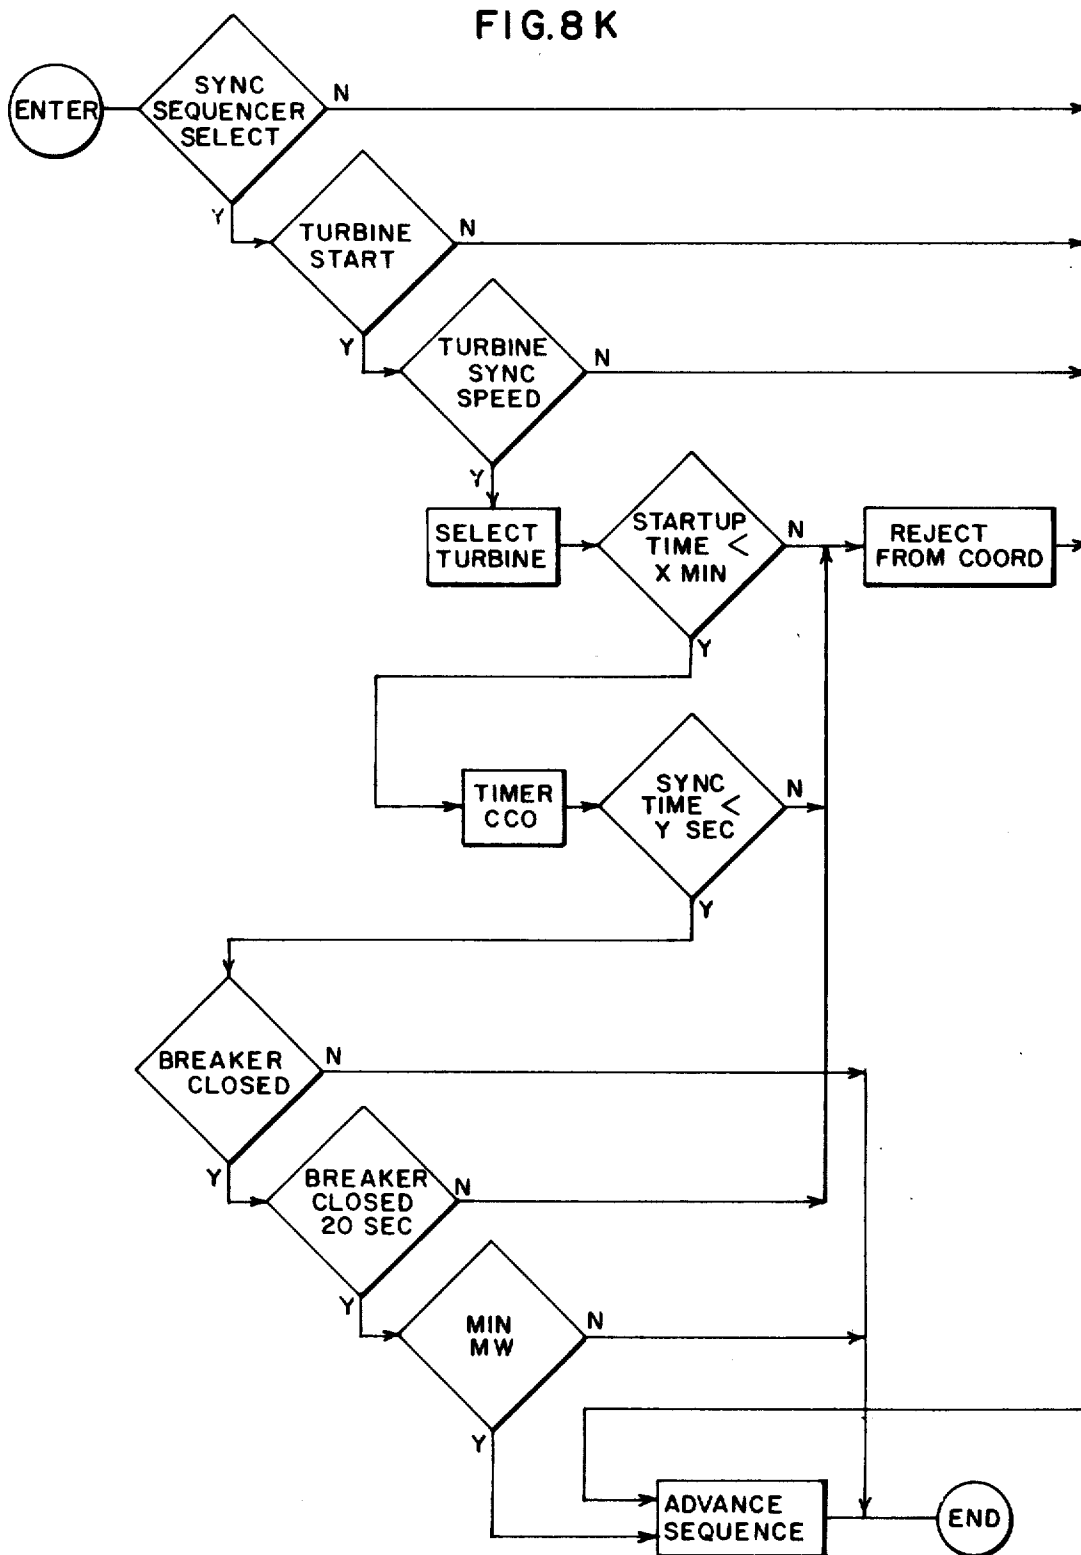 FIG.8K
ENTER
SYNC
SEQUENCER
SELECT
N
Y
TURBINE
START
N
Y
TURBINE
SYNC
SPEED
N
Y
SELECT
TURBINE
STARTUP
TIME <
X MIN
N
Y
REJECT
FROM COORD
TIMER
CCO
SYNC
TIME <
Y SEC
N
Y
BREAKER
CLOSED
N
Y
BREAKER
CLOSED
20 SEC
N
Y
MIN
MW
N
Y
ADVANCE
SEQUENCE
END